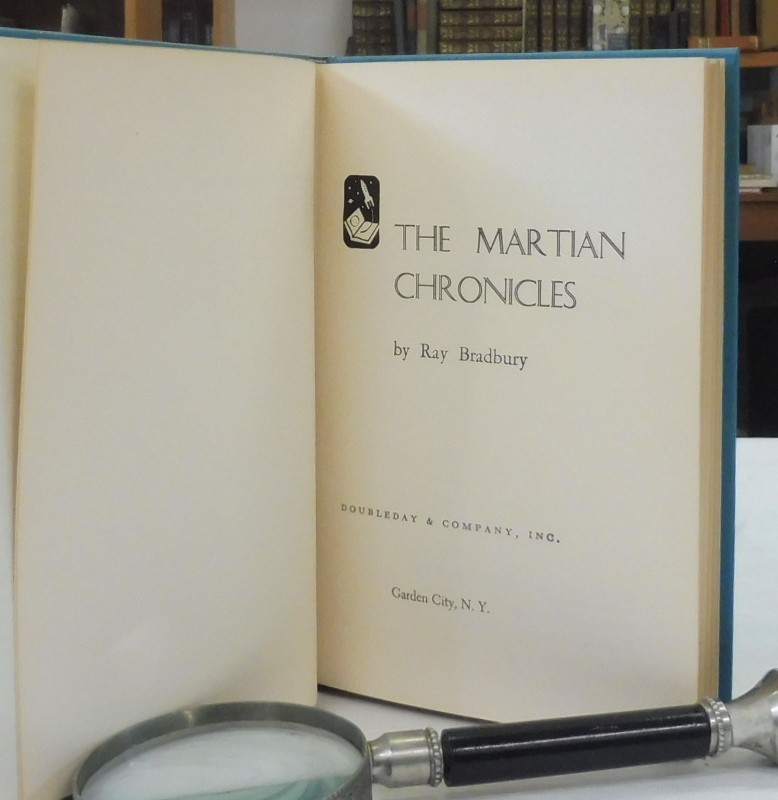 THE MARTIAN
CHRONICLES
by Ray Bradbury
DOUBLEDAY & COMPANY, INC.
Garden City, N. Y.